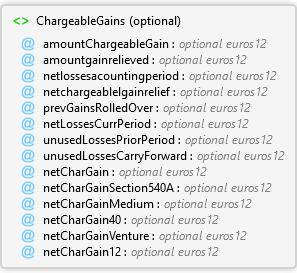 <> ChargeableGains (optional)
@ amountChargeableGain : optional euros12
@ amountgainrelieved : optional euros12
@ netlossesacountingperiod : optional euros12
@ netchargeablelgainrelief : optional euros12
@ prevGainsRolledOver : optional euros12
@ netLossesCurrPeriod : optional euros12
@ unusedLossesPriorPeriod : optional euros12
@ unusedLossesCarryForward : optional euros12
@ netCharGain : optional euros12
@ netCharGainSection540A : optional euros12
@ netCharGainMedium : optional euros12
@ netCharGain40 : optional euros12
@ netCharGainVenture : optional euros12
@ netCharGain12 : optional euros12